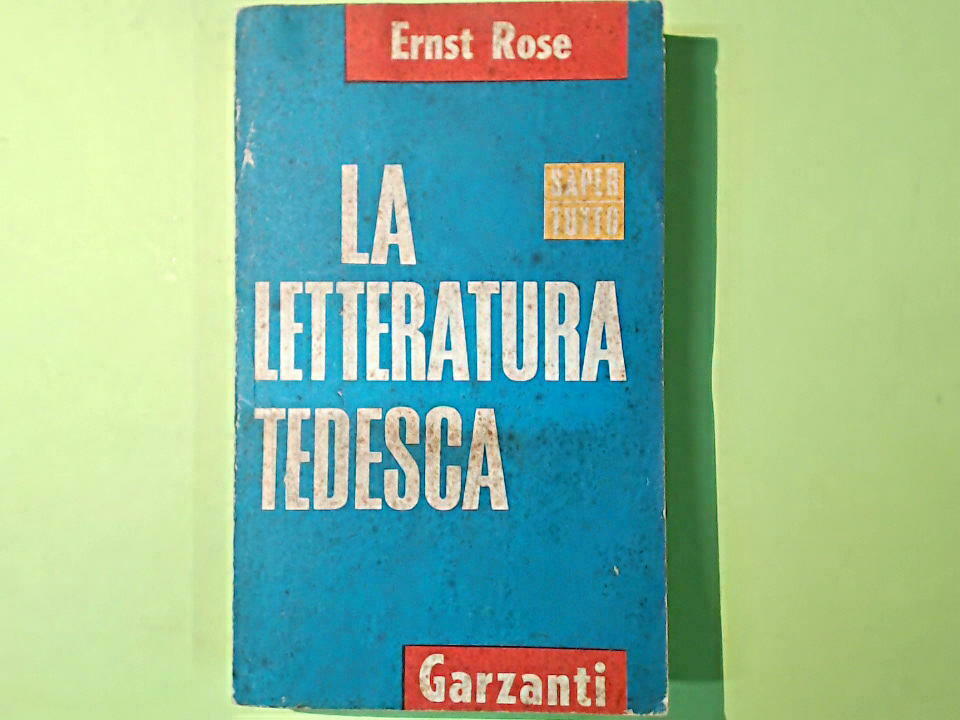 Ernst Rose
SAPER
TUTTO
LA
LETTERATURA
TEDESCA
Garzanti